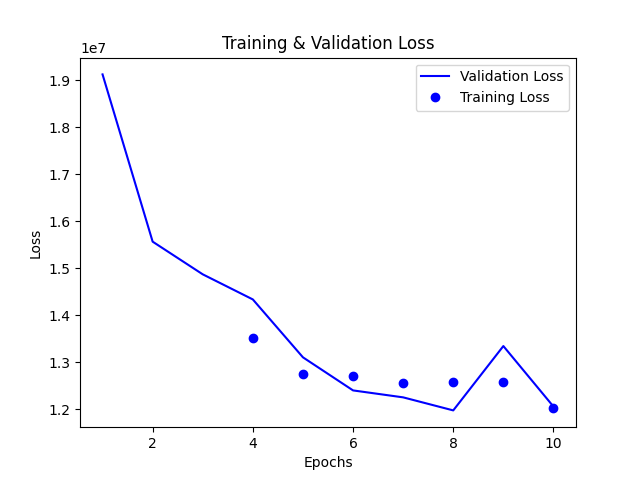 Training & Validation Loss
1e7
Validation Loss
Training Loss
1.9
1.8
1.7
1.6
1.5
1.4
1.3
1.2
Loss
2 4 6 8 10
Epochs